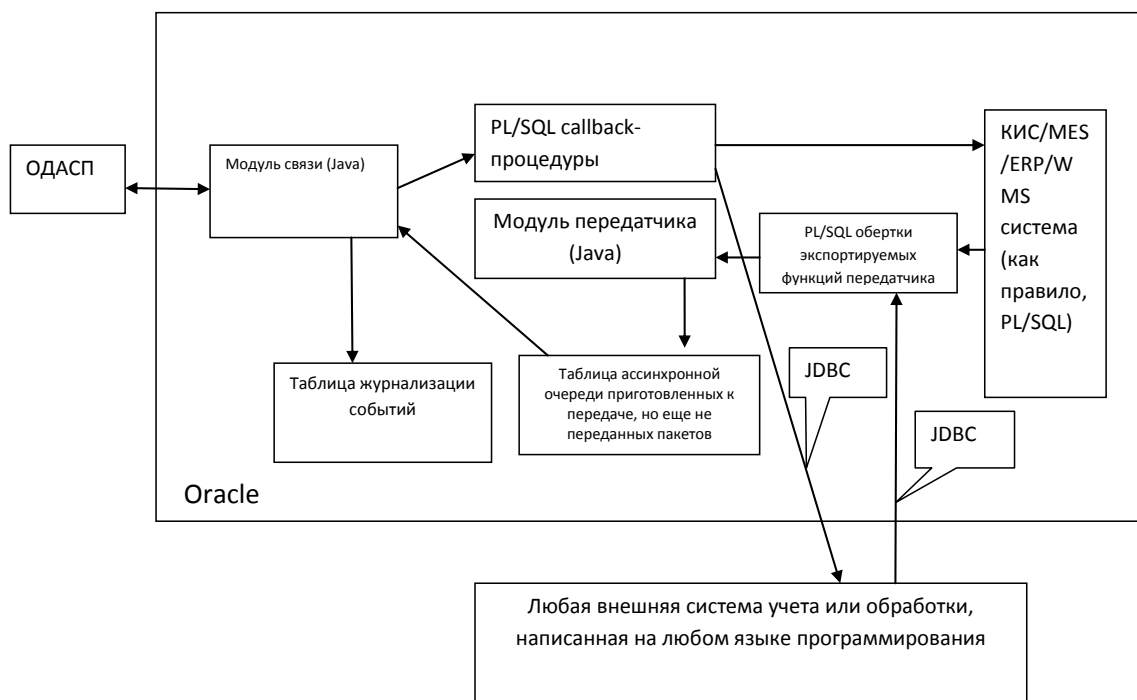 ОДАСП
Модуль связи (Java)
PL/SQL callback-
процедуры
КИС/MES
/ERP/W
MS
система
(как
правило,
PL/SQL)
Модуль передатчика
(Java)
PL/SQL обертки
экспортируемых
функций передатчика
Таблица журнализации
событий
Таблица ассинхронной
очереди приготовленных к
передаче, но еще не
переданных пакетов
JDBC
JDBC
Oracle
Любая внешняя система учета или обработки,
написанная на любом языке программирования